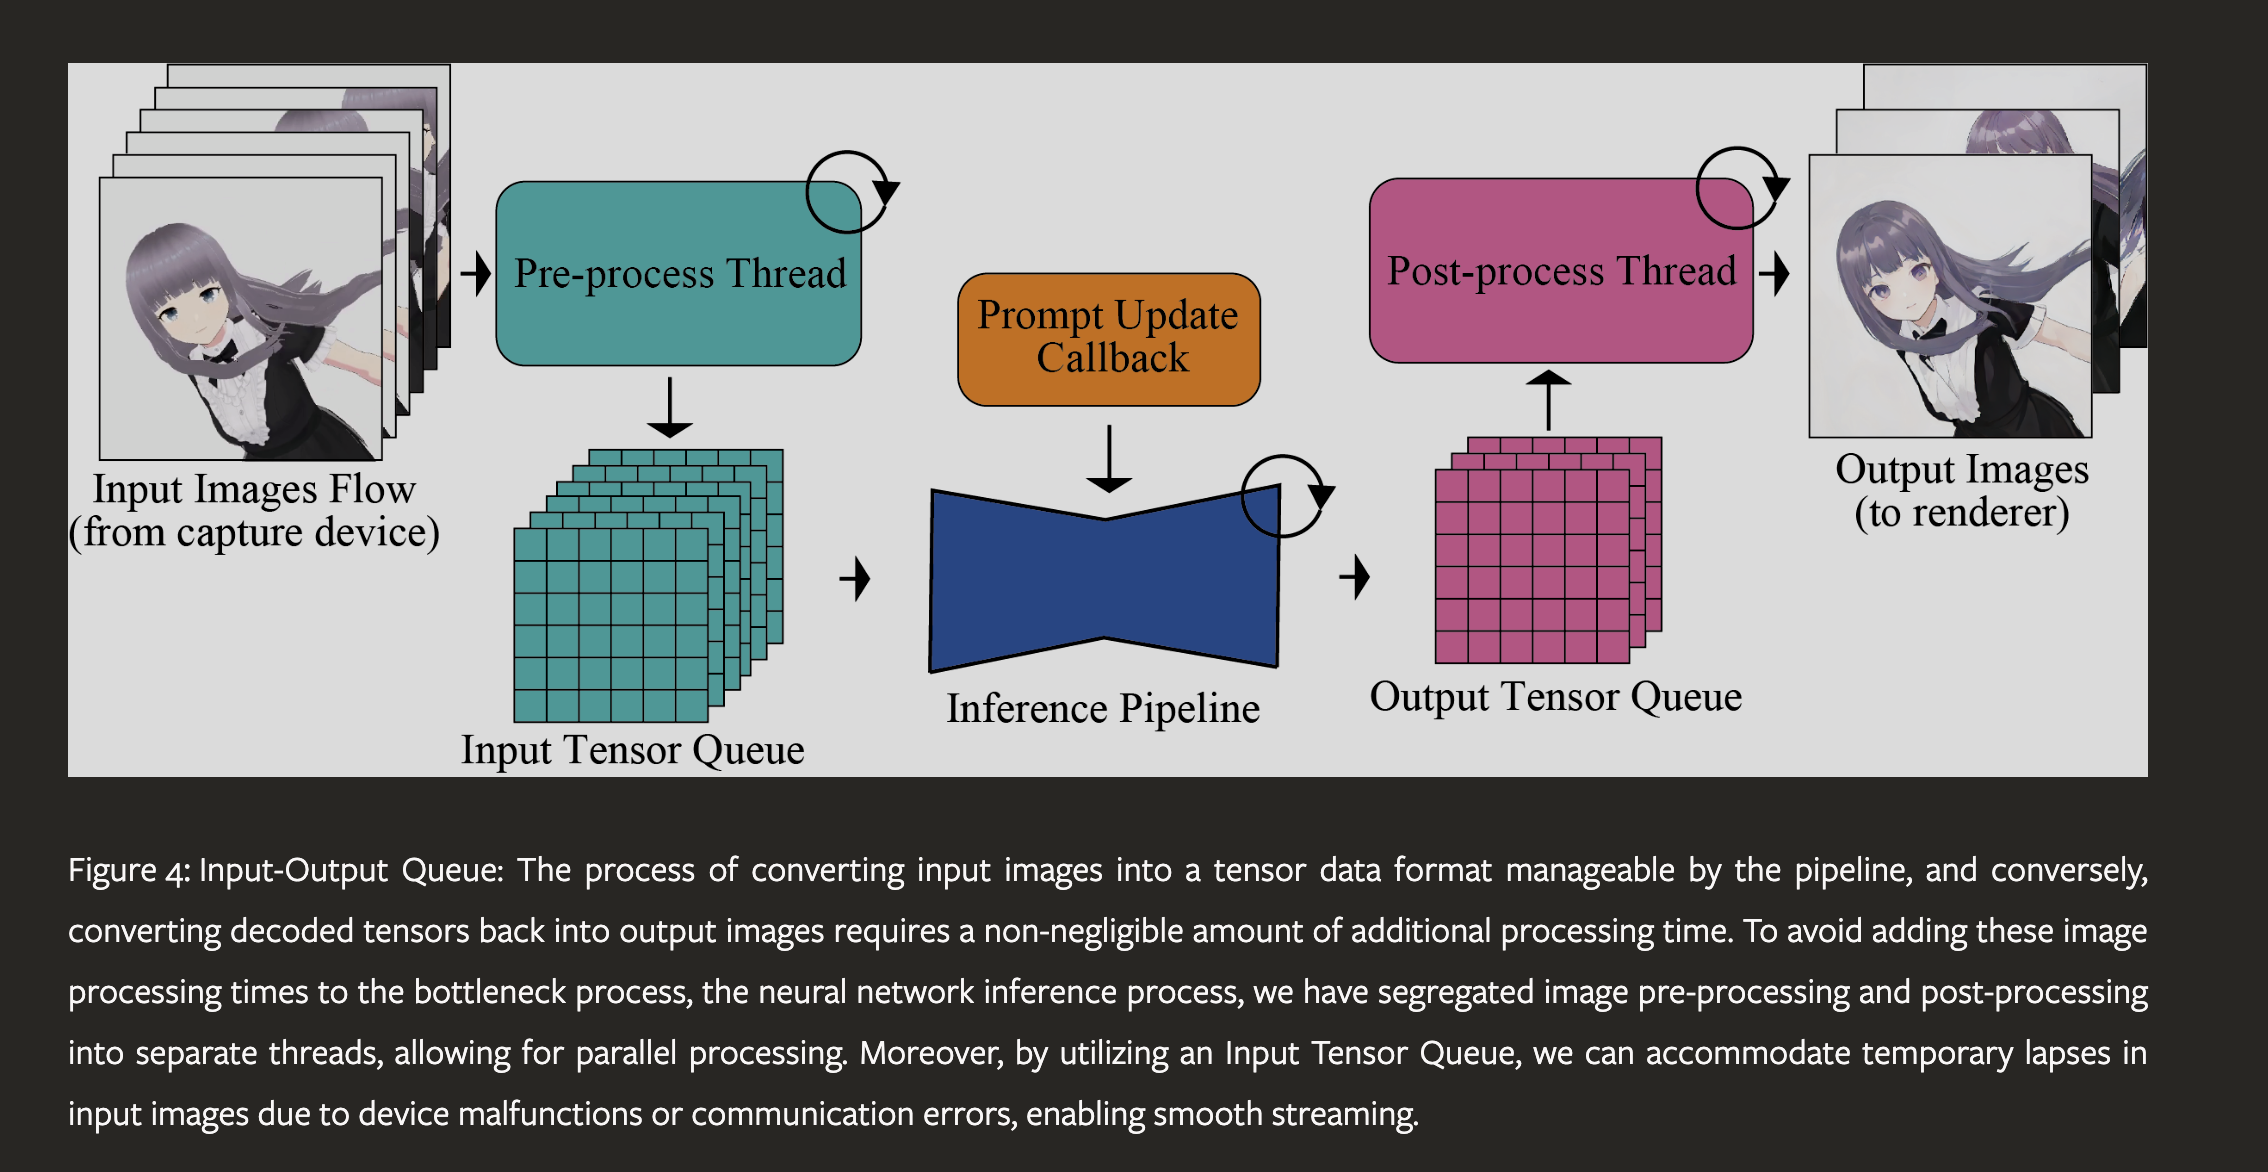 Pre-process Thread
Prompt Update
Callback
Post-process Thread
Input Images Flow
(from capture device)
Output Images
(to renderer)
Input Tensor Queue
Inference Pipeline
Output Tensor Queue
Figure 4: Input-Output Queue: The process of converting input images into a tensor data format manageable by the pipeline, and conversely,
converting decoded tensors back into output images requires a non-negligible amount of additional processing time. To avoid adding these image
processing times to the bottleneck process, the neural network inference process, we have segregated image pre-processing and post-processing
into separate threads, allowing for parallel processing. Moreover, by utilizing an Input Tensor Queue, we can accommodate temporary lapses in
input images due to device malfunctions or communication errors, enabling smooth streaming.